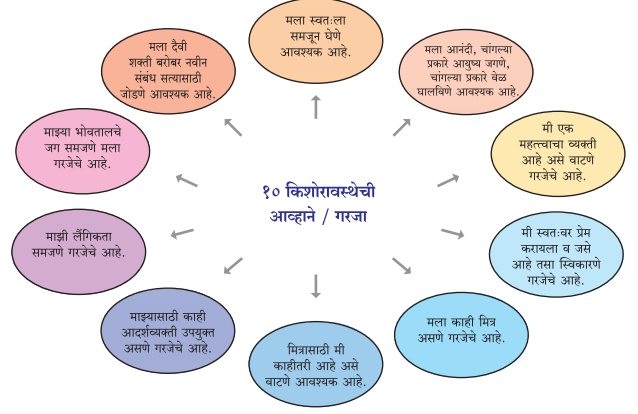 मला स्वतःला
समजून घेणे
आवश्यक आहे.
मला आनंदी, चांगल्या
प्रकारे आयुष्य जगणे,
चांगल्या प्रकारे वेळ
घालविणे आवश्यक आहे.
मी एक
महत्त्वाचा व्यक्ती
आहे असे वाटणे
गरजेचे आहे.
मी स्वतःवर प्रेम
करायला व जसे
आहे तसा स्विकारणे
गरजेचे आहे.
मला काही मित्र
असणे गरजेचे आहे.
मित्रासाठी मी
काहीतरी आहे असे
वाटणे आवश्यक आहे.
माझ्यासाठी काही
आदर्शव्यक्ती उपयुक्त
असणे गरजेचे आहे.
माझी लैंगिकता
समजणे गरजेचे आहे.
माझ्या भोवतालचे
जग समजणे मला
गरजेचे आहे.
मला दैवी
शक्ती बरोबर नवीन
संबंध सत्यासाठी
जोडणे आवश्यक आहे.
१० किशोरावस्थेची
आव्हाने / गरजा